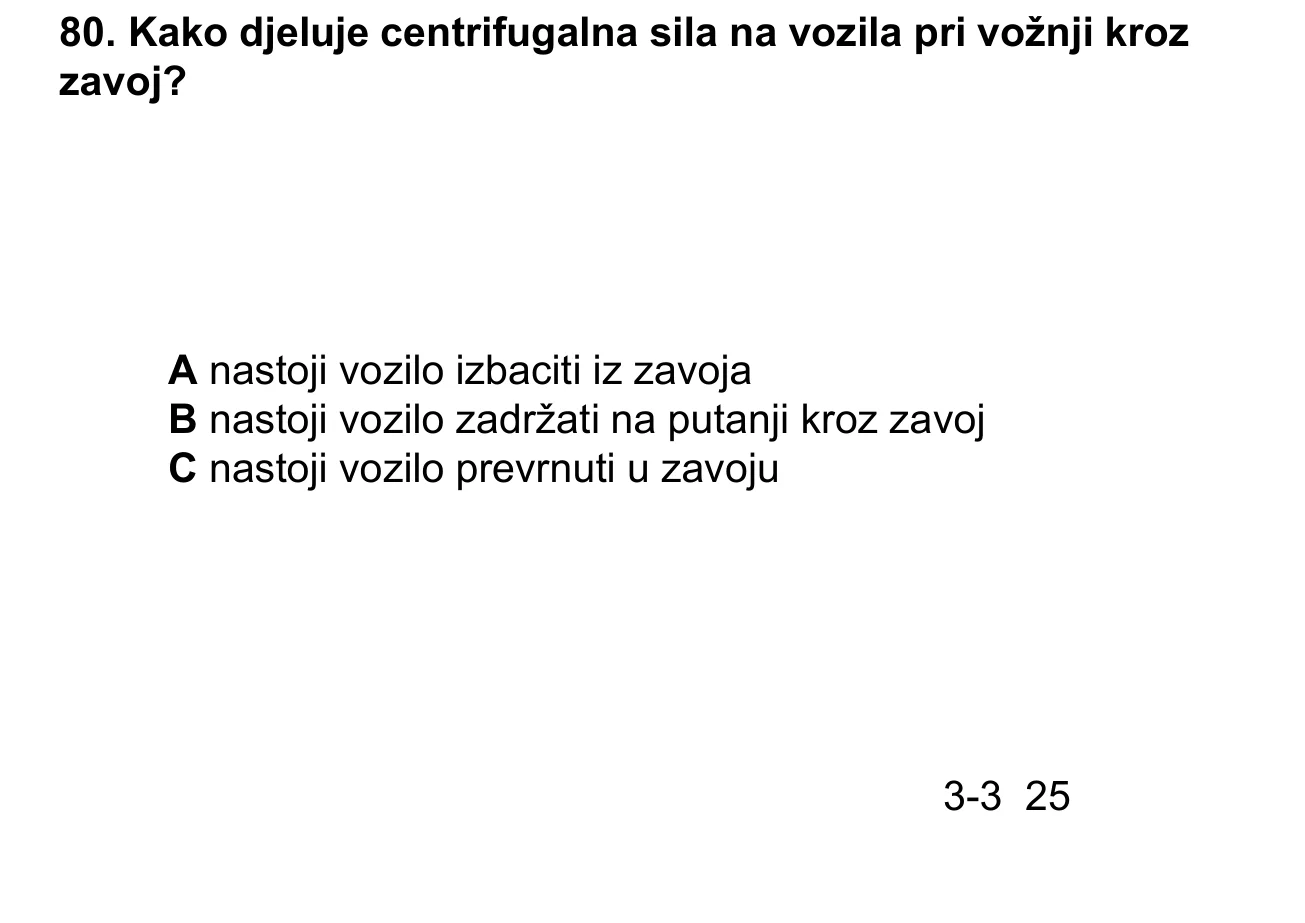 80. Kako djeluje centrifugalna sila na vozila pri vožnji kroz
zavoj?
A nastoji vozilo izbaciti iz zavoja
B nastoji vozilo zadržati na putanji kroz zavoj
C nastoji vozilo prevrnuti u zavoju
3-3 25